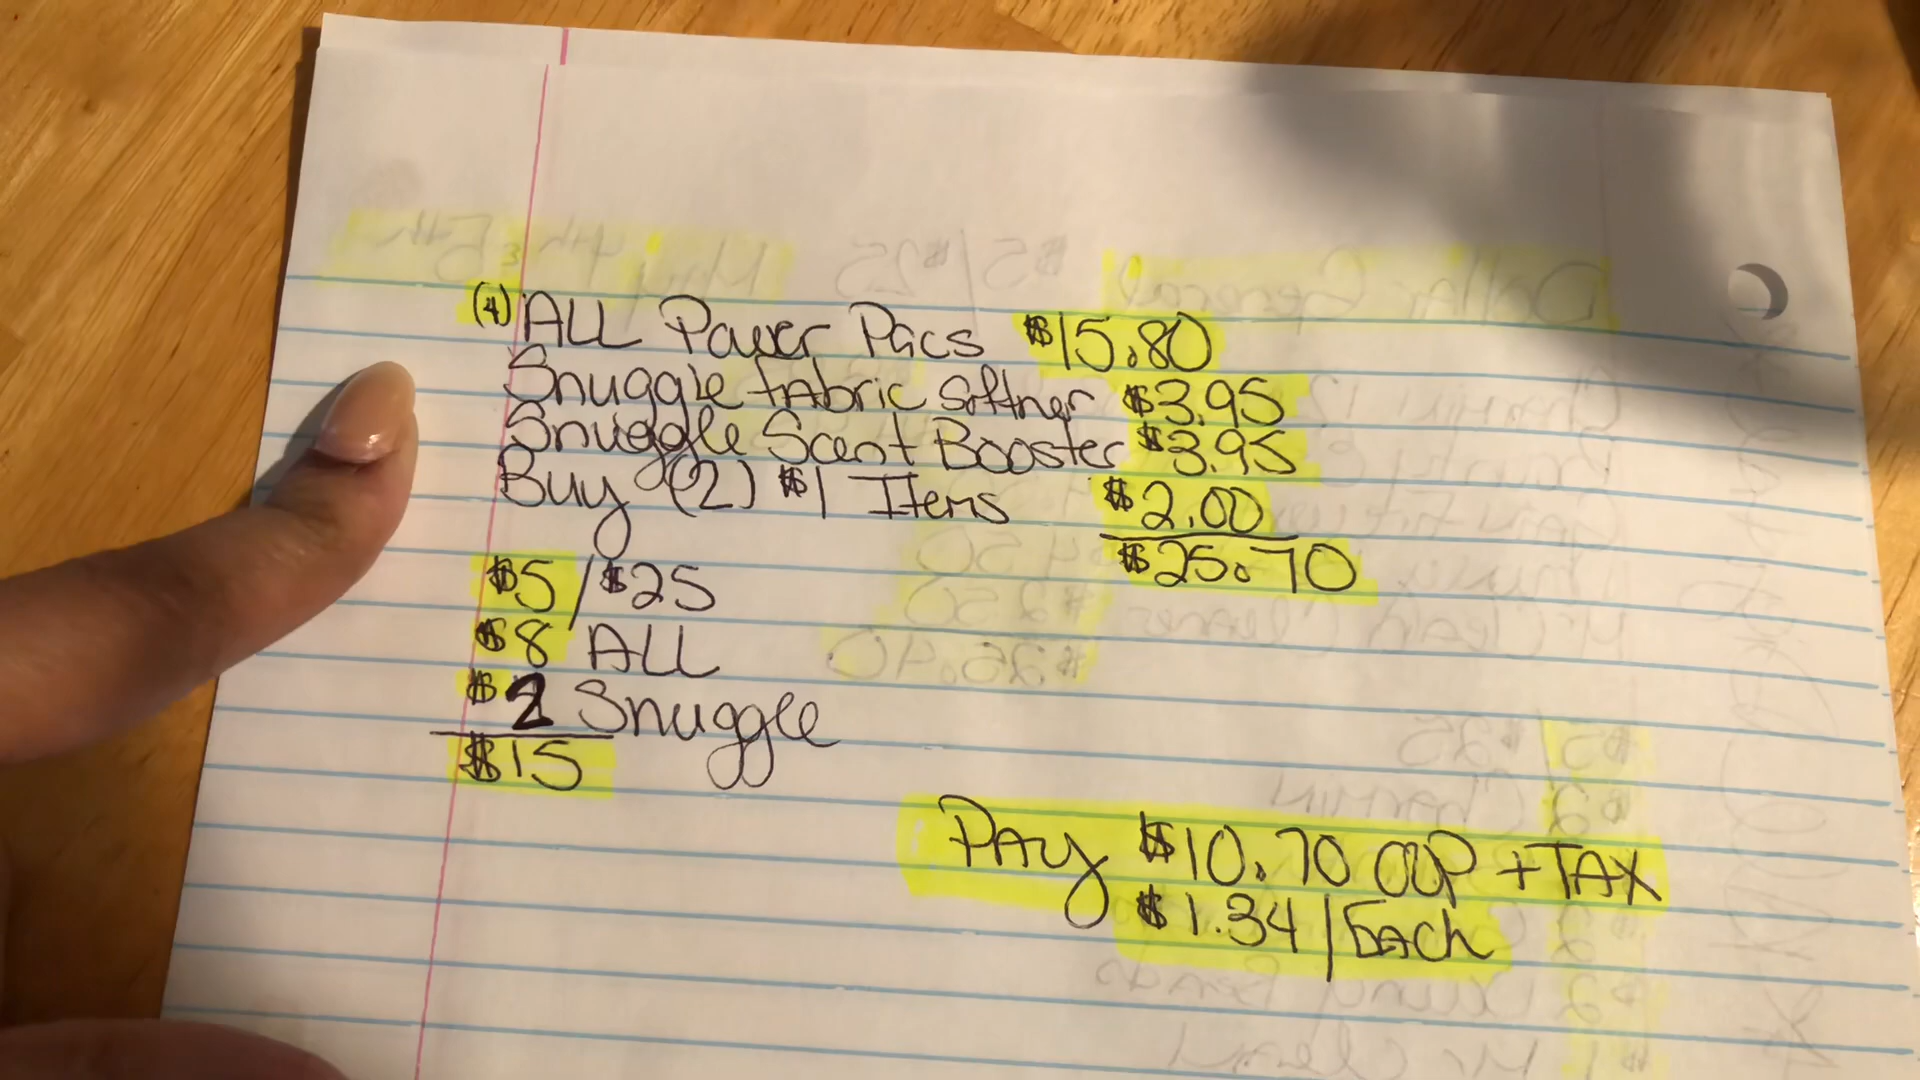 (4) ALL Power Pacs $15.80
Snuggle fabric softner $3.95
Snuggle Scent Booster $3.95
Buy (2) $1 Items $2.00
$25.70
$5/$25
$8 ALL
$2 Snuggle
$15
PAY $10.70 OOP + TAX
$1.34/EACH